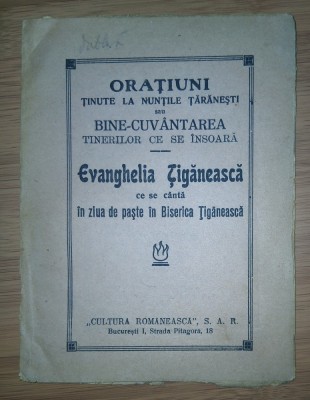 ORAȚIUNI
ȚINUTE LA NUNȚILE ȚĂRĂNEȘTI
sau
BINE-CUVÂNTAREA
TINERILOR CE SE ÎNSOARĂ
Evanghelia Țigănească
ce se cântă
în ziua de paște în Biserica Țigănească
„CULTURA ROMÂNEASCA", S. A. R.
București I, Strada Pitagora, 18